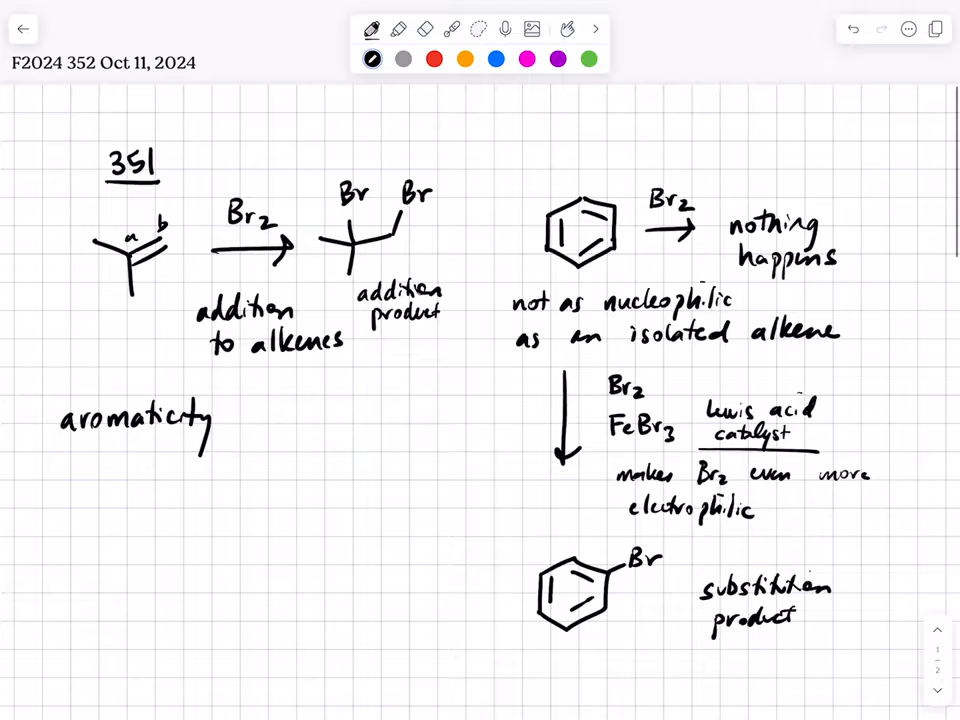 F2024 352 Oct 11, 2024
351
a
b
Br2
Br
Br
addition
to alkenes
addition
product
aromaticity
Br2
nothing
happens
not as nucleophilic
as an isolated alkene
Br2
FeBr3
Lewis acid
catalyst
makes Br2 even more
electrophilic
Br
substitution
product
1
2